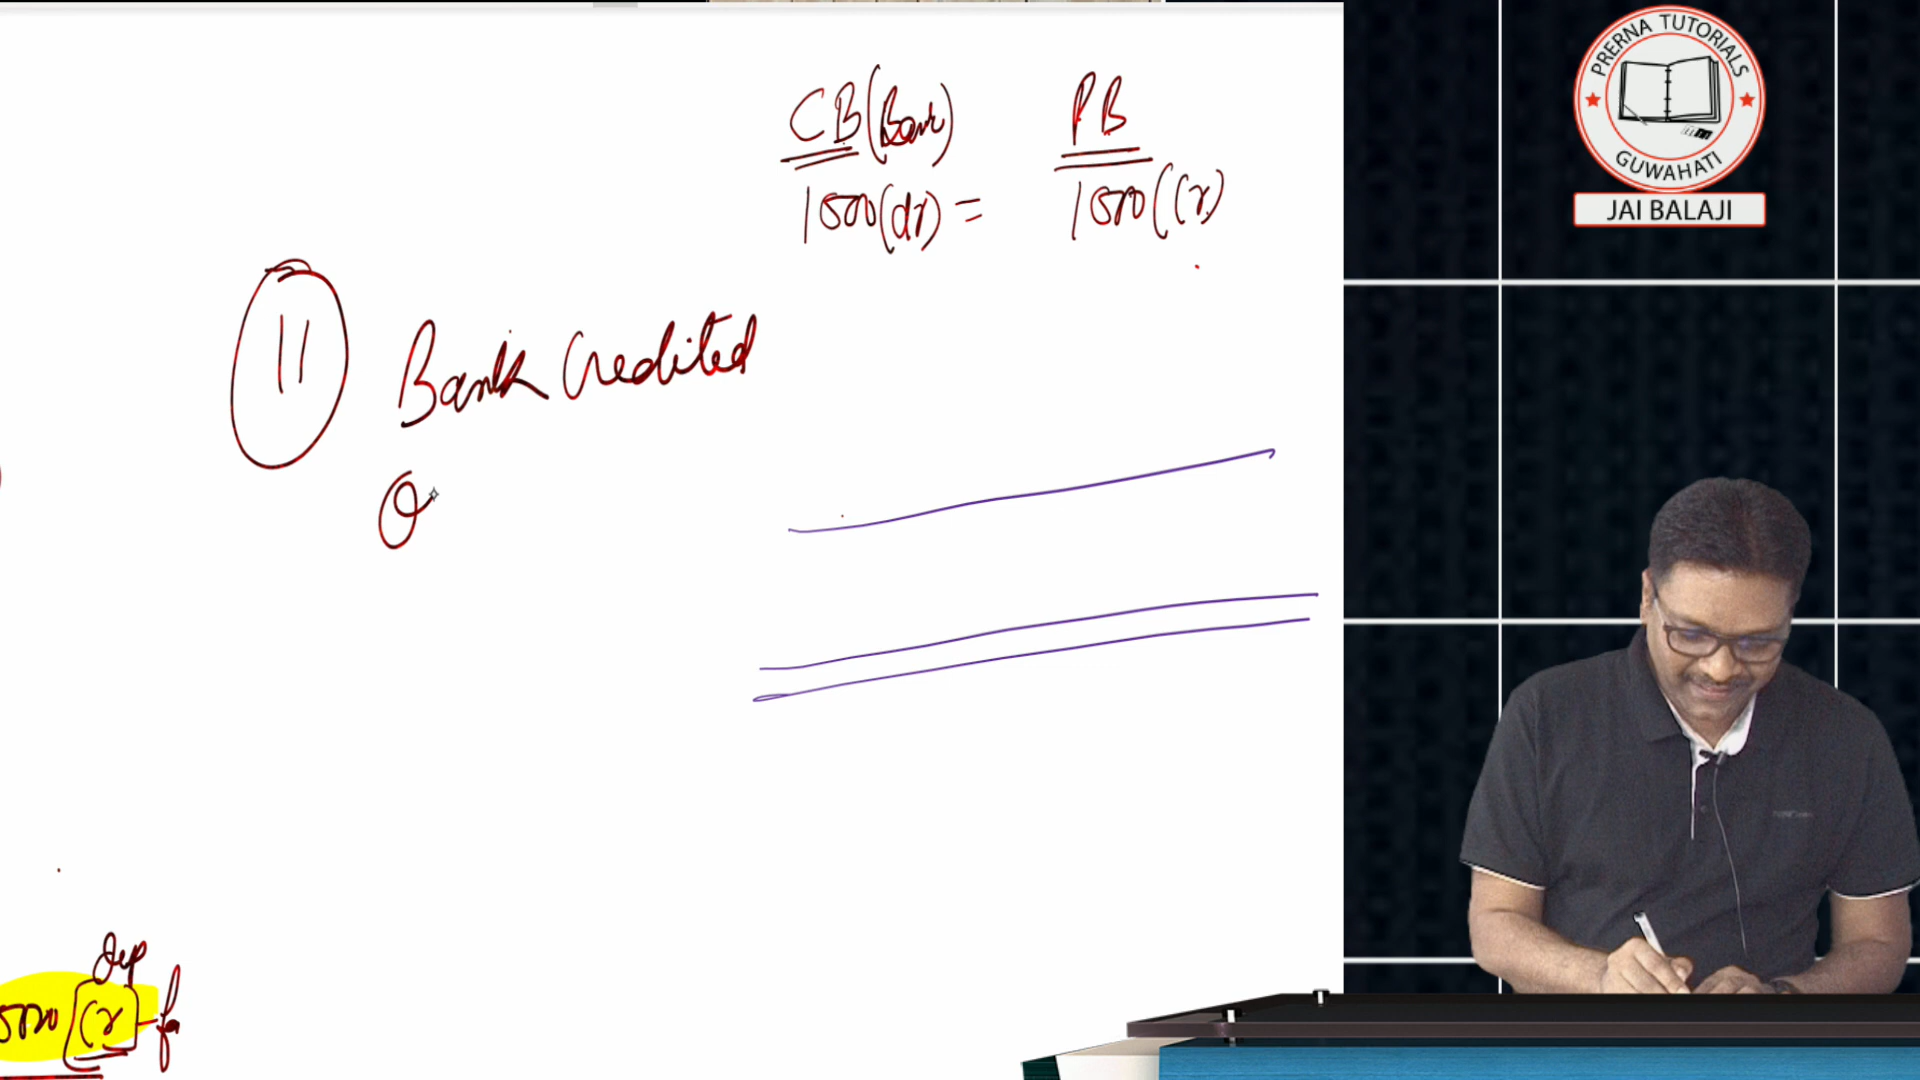 CB (Bank) PB
1500 (dr) = 1500 (Cr)
11 Bank Credited
Dep
5000 (Cr)
PRERNA TUTORIALS
GUWAHATI
JAI BALAJI